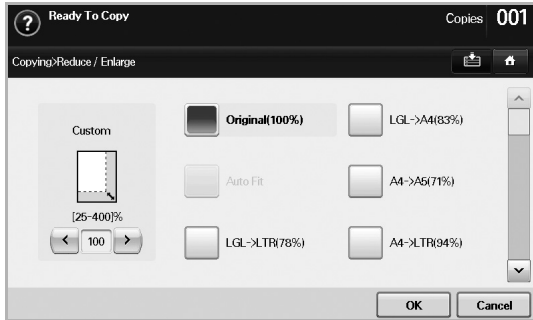 ? Ready To Copy
Copies 001
Copying>Reduce / Enlarge
Custom
[25-400]%
< 100 >
Original(100%)
LGL->A4(83%)
Auto Fit
A4->A5(71%)
LGL->LTR(78%)
A4->LTR(94%)
OK
Cancel